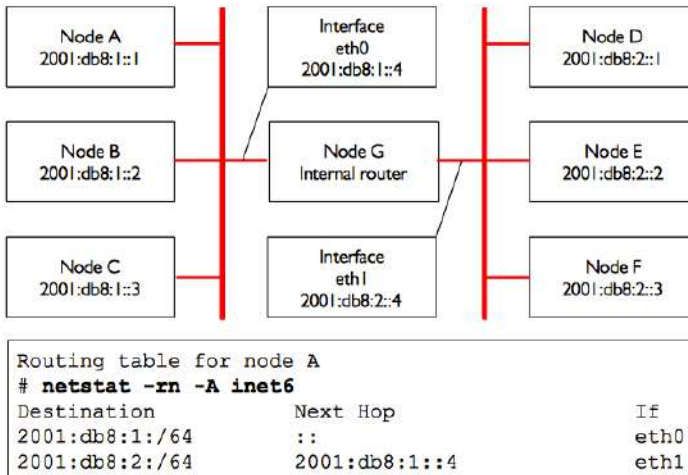 Node A
2001:db8:1::1
Interface
eth0
2001:db8:1::4
Node D
2001:db8:2::1
Node B
2001:db8:1::2
Node G
Internal router
Node E
2001:db8:2::2
Node C
2001:db8:1::3
Interface
eth1
2001:db8:2::4
Node F
2001:db8:2::3
Routing table for node A
# netstat -rn -A inet6
Destination Next Hop If
2001:db8:1:/64 :: eth0
2001:db8:2:/64 2001:db8:1::4 eth1